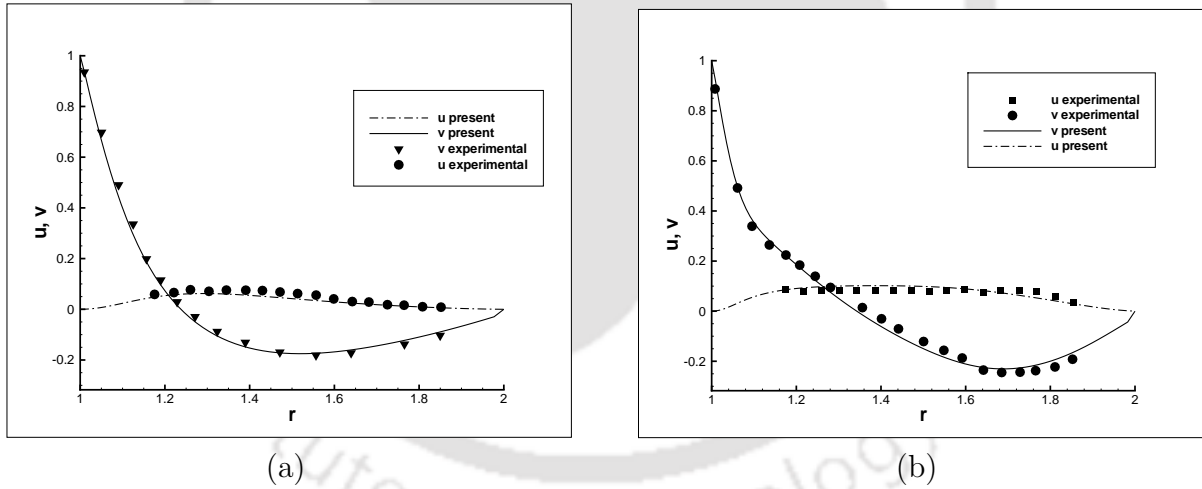 1
0.8
0.6
0.4
0.2
0
-0.2
u, v
1
1.2
1.4
1.6
1.8
2
r
u present
v present
v experimental
u experimental
(a)
1
0.8
0.6
0.4
0.2
0
-0.2
u, v
1
1.2
1.4
1.6
1.8
2
r
u experimental
v experimental
v present
u present
(b)